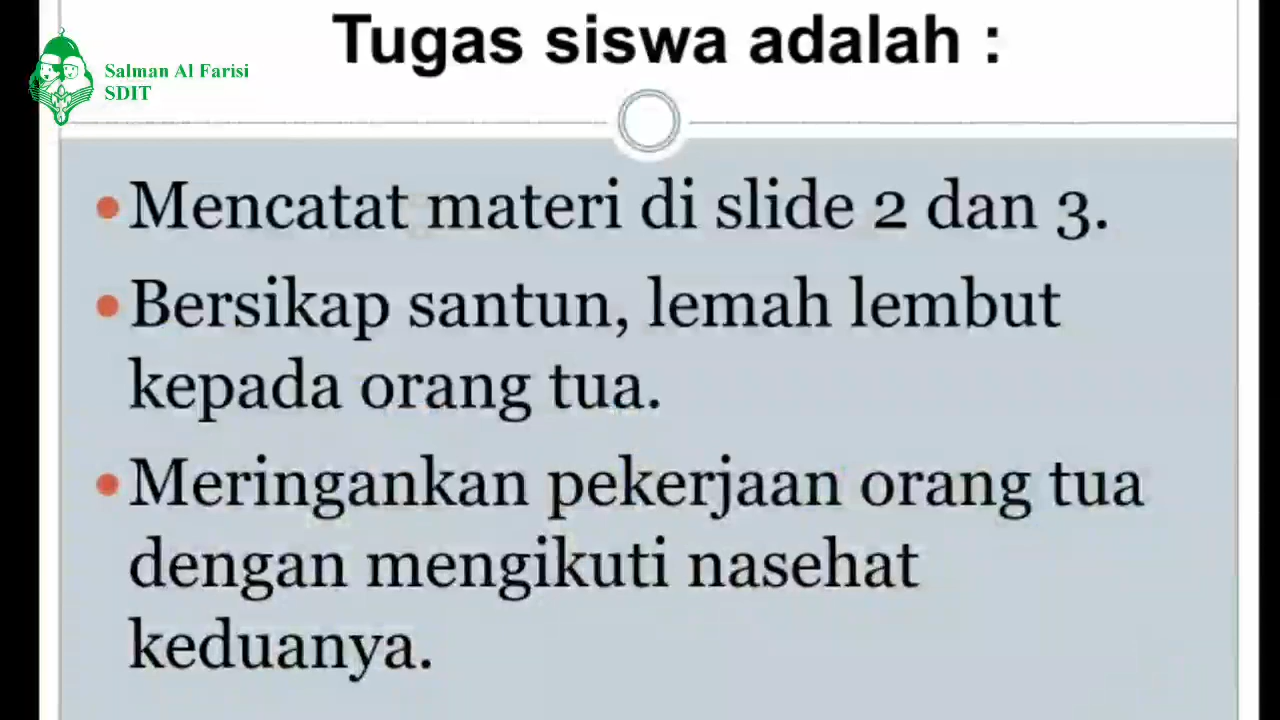 Tugas siswa adalah :
Salman Al Farisi
SDIT
•Mencatat materi di slide 2 dan 3.
•Bersikap santun, lemah lembut
kepada orang tua.
•Meringankan pekerjaan orang tua
dengan mengikuti nasehat
keduanya.